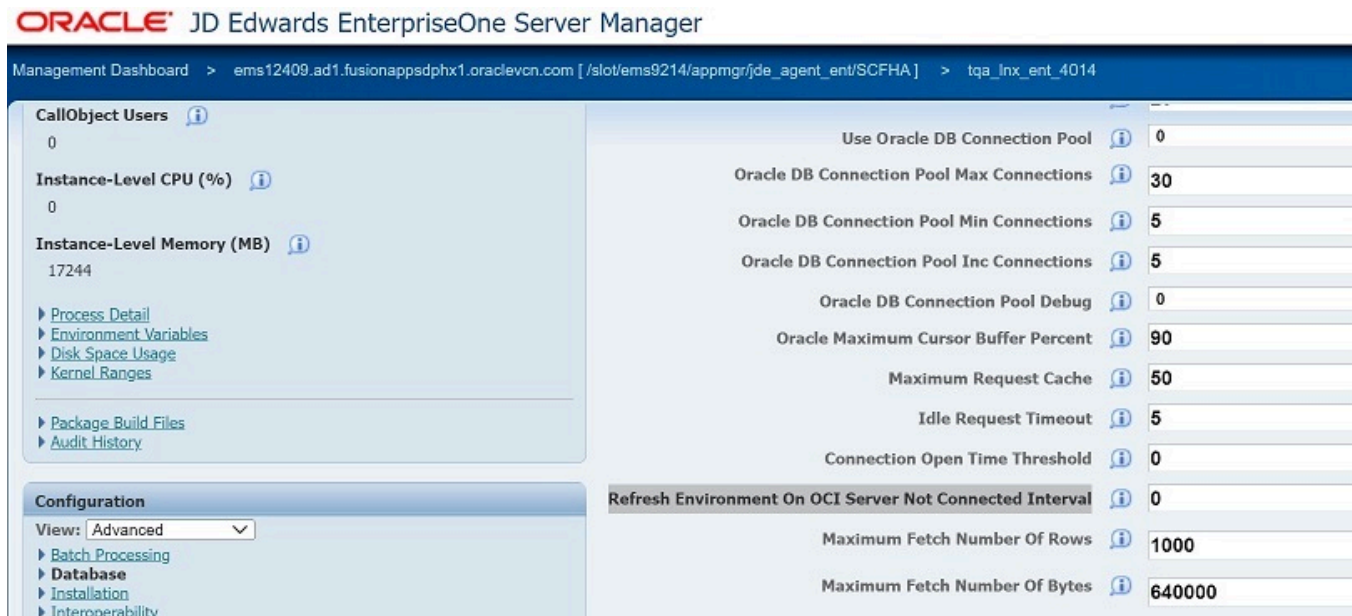 ORACLE JD Edwards EnterpriseOne Server Manager
Management Dashboard > ems12409.ad1.fusionappsdphx1.oraclevcn.com [ /slot/ems9214/appmgr/jde_agent_ent/SCFHA ] > tqa_lnx_ent_4014
CallObject Users
0
Instance-Level CPU (%)
0
Instance-Level Memory (MB)
17244
Process Detail
Environment Variables
Disk Space Usage
Kernel Ranges
Package Build Files
Audit History
Configuration
View: Advanced
Batch Processing
Database
Installation
Interoperability
Use Oracle DB Connection Pool 0
Oracle DB Connection Pool Max Connections 30
Oracle DB Connection Pool Min Connections 5
Oracle DB Connection Pool Inc Connections 5
Oracle DB Connection Pool Debug 0
Oracle Maximum Cursor Buffer Percent 90
Maximum Request Cache 50
Idle Request Timeout 5
Connection Open Time Threshold 0
Refresh Environment On OCI Server Not Connected Interval 0
Maximum Fetch Number Of Rows 1000
Maximum Fetch Number Of Bytes 640000